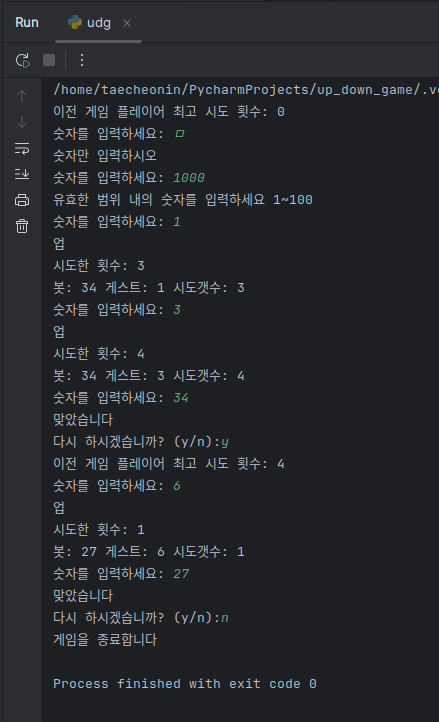 Run
udg
/home/taecheonin/PycharmProjects/up_down_game/.v
이전 게임 플레이어 최고 시도 횟수: 0
숫자를 입력하세요: ㅁ
숫자만 입력하시오
숫자를 입력하세요: 1000
유효한 범위 내의 숫자를 입력하세요 1~100
숫자를 입력하세요: 1
업
시도한 횟수: 3
봇: 34 게스트: 1 시도갯수: 3
숫자를 입력하세요: 3
업
시도한 횟수: 4
봇: 34 게스트: 3 시도갯수: 4
숫자를 입력하세요: 34
맞았습니다
다시 하시겠습니까? (y/n):y
이전 게임 플레이어 최고 시도 횟수: 4
숫자를 입력하세요: 6
업
시도한 횟수: 1
봇: 27 게스트: 6 시도갯수: 1
숫자를 입력하세요: 27
맞았습니다
다시 하시겠습니까? (y/n):n
게임을 종료합니다
Process finished with exit code 0